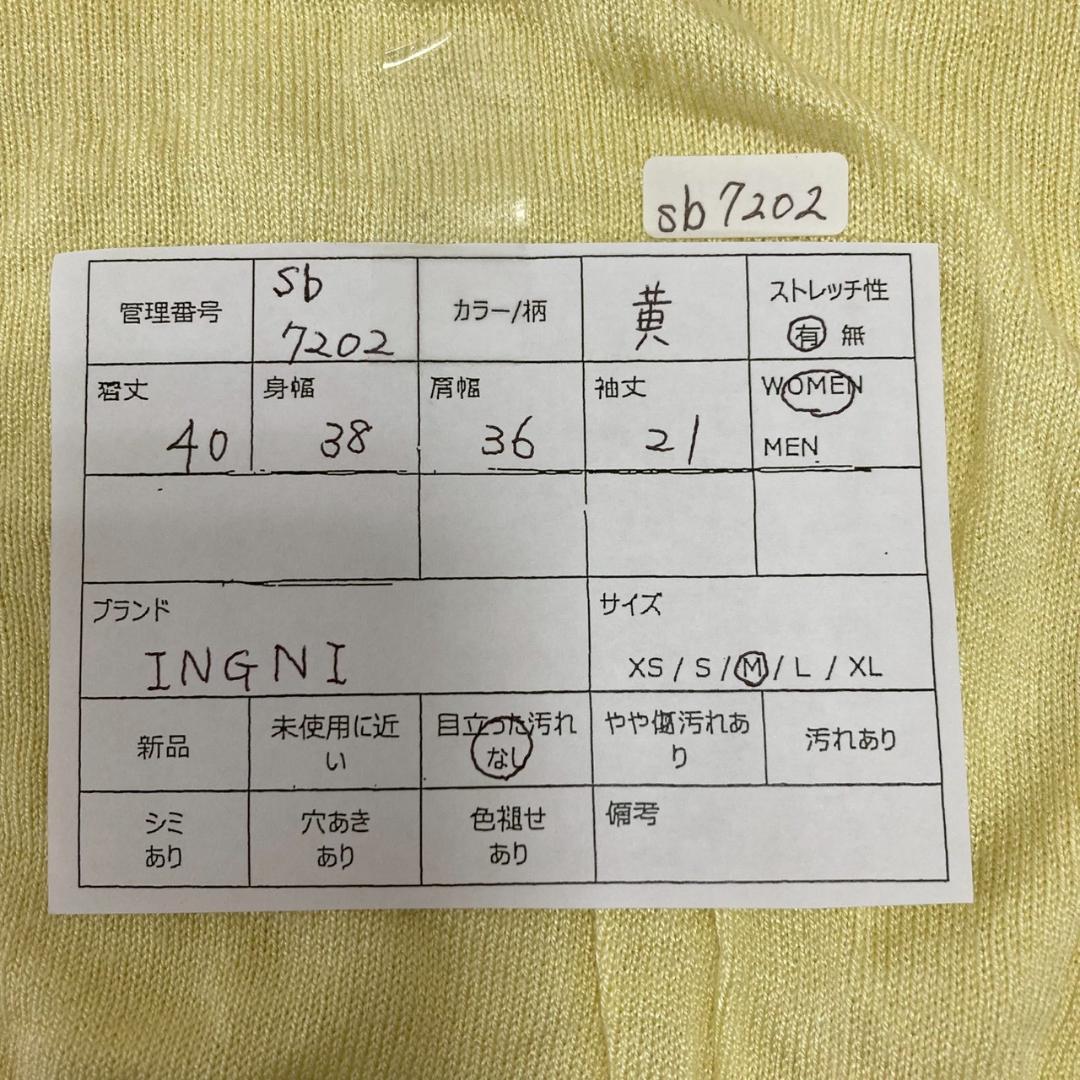 sb7202
管理番号
sb
7202
カラー/柄
黄
ストレッチ性
有 無
着丈
40
身幅
38
肩幅
36
袖丈
21
WOMEN
MEN
ブランド
INGNI
サイズ
XS / S / M / L / XL
新品
未使用に近
い
目立った汚れ
なし
やや傷汚れあ
り
汚れあり
シミ
あり
穴あき
あり
色褪せ
あり
備考